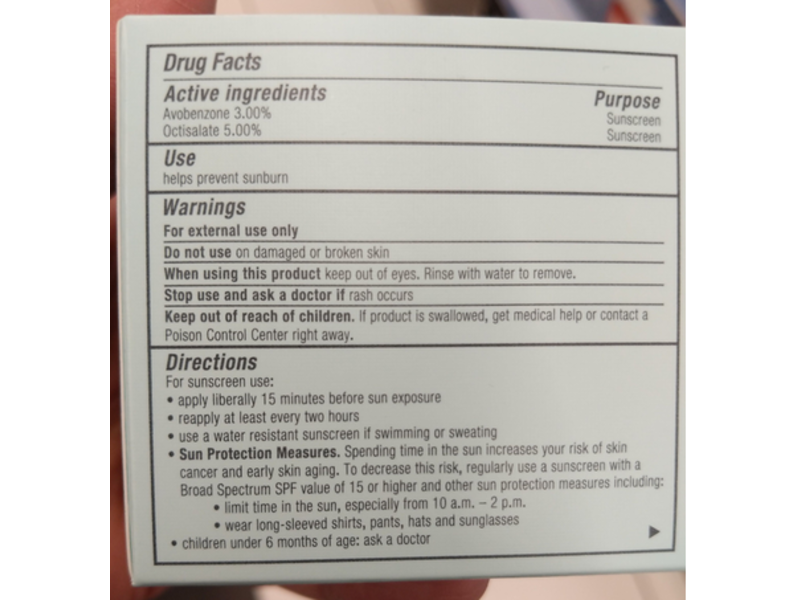 Drug Facts
Active ingredients Purpose
Avobenzone 3.00% Sunscreen
Octisalate 5.00% Sunscreen
Use
helps prevent sunburn
Warnings
For external use only
Do not use on damaged or broken skin
When using this product keep out of eyes. Rinse with water to remove.
Stop use and ask a doctor if rash occurs
Keep out of reach of children. If product is swallowed, get medical help or contact a
Poison Control Center right away.
Directions
For sunscreen use:
• apply liberally 15 minutes before sun exposure
• reapply at least every two hours
• use a water resistant sunscreen if swimming or sweating
• Sun Protection Measures. Spending time in the sun increases your risk of skin
cancer and early skin aging. To decrease this risk, regularly use a sunscreen with a
Broad Spectrum SPF value of 15 or higher and other sun protection measures including:
• limit time in the sun, especially from 10 a.m. – 2 p.m.
• wear long-sleeved shirts, pants, hats and sunglasses
• children under 6 months of age: ask a doctor